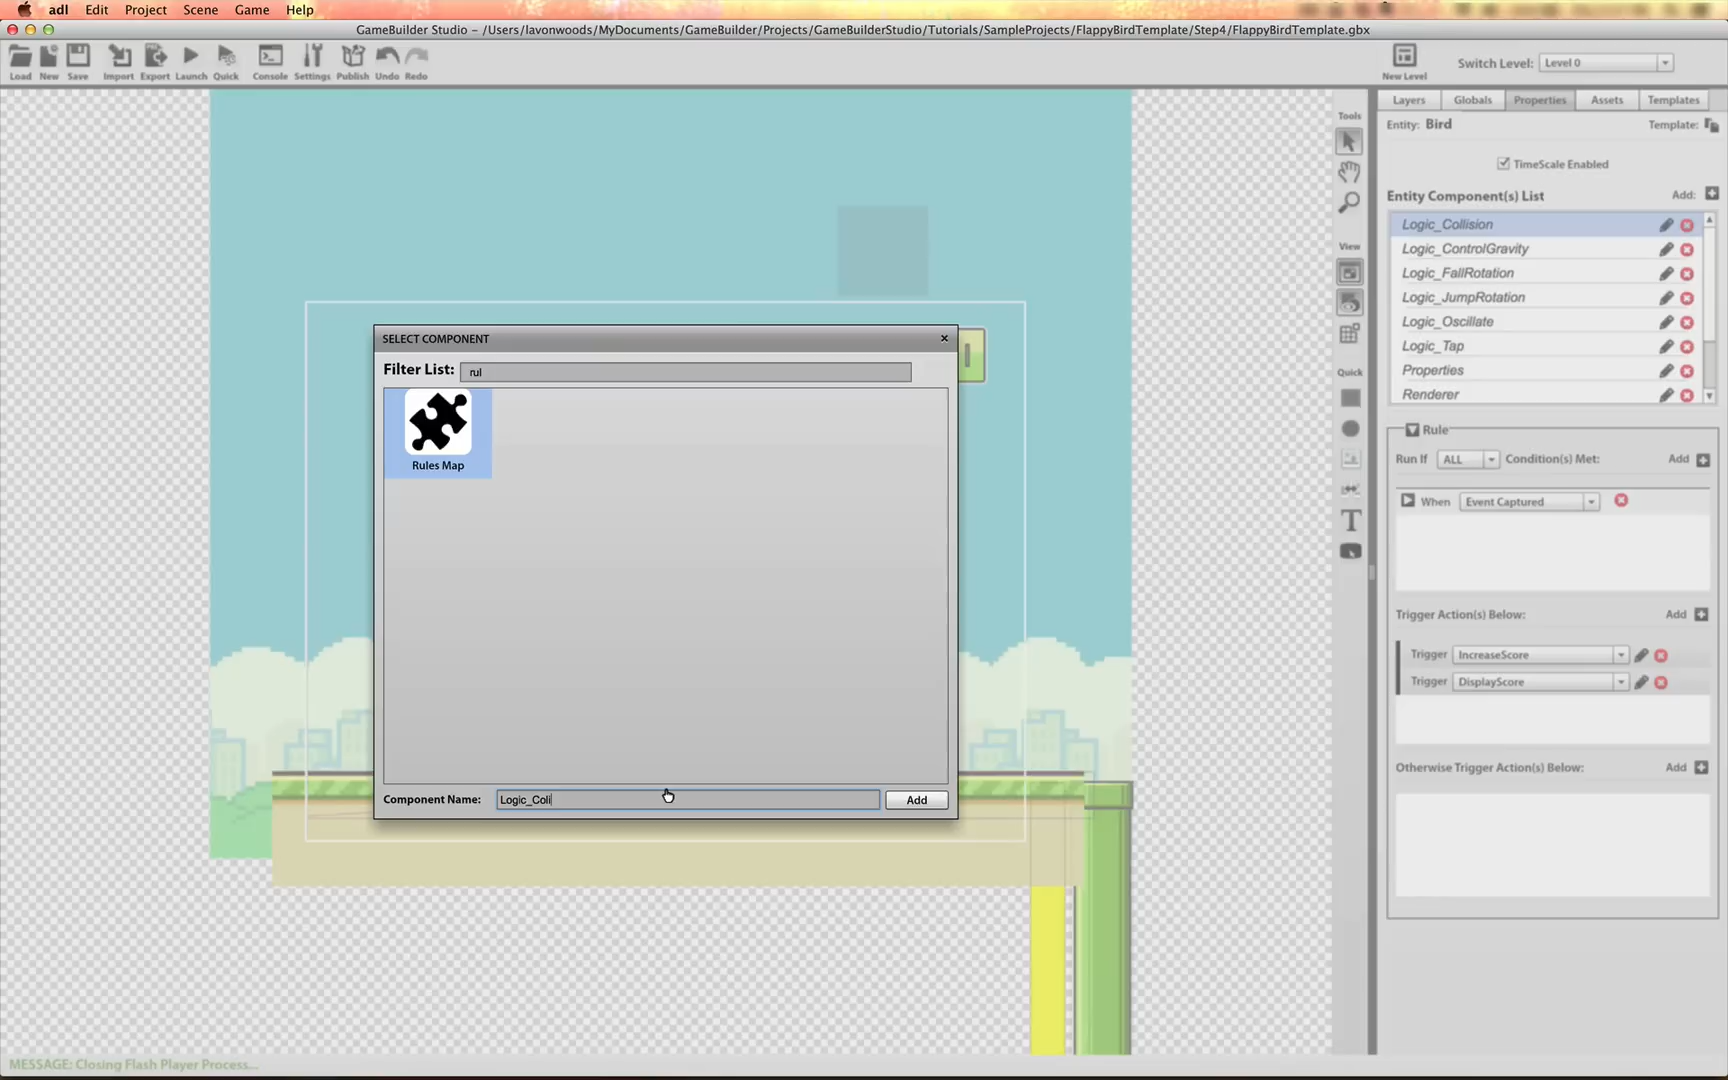 adl Edit Project Scene Game Help
GameBuilder Studio - /Users/lavonwoods/MyDocuments/GameBuilder/Projects/GameBuilderStudio/Tutorials/SampleProjects/FlappyBirdTemplate/Step4/FlappyBirdTemplate.gbx
Load New Save Import Export Launch Quick Console Settings Publish Undo Redo
New Level Switch Level: Level 0
Layers Globals Properties Assets Templates
Tools
Entity: Bird Template:
TimeScale Enabled
Entity Component(s) List Add:
Logic_Collision
View
Logic_ControlGravity
Logic_FallRotation
Logic_JumpRotation
Logic_Oscillate
Logic_Tap
Quick
Properties
Renderer
SELECT COMPONENT
Filter List: rul
Rules Map
Component Name: Logic_Coli Add
Rule
Run If ALL Condition(s) Met: Add
When Event Captured
T
Trigger Action(s) Below: Add
Trigger IncreaseScore
Trigger DisplayScore
Otherwise Trigger Action(s) Below: Add
MESSAGE: Closing Flash Player Process...